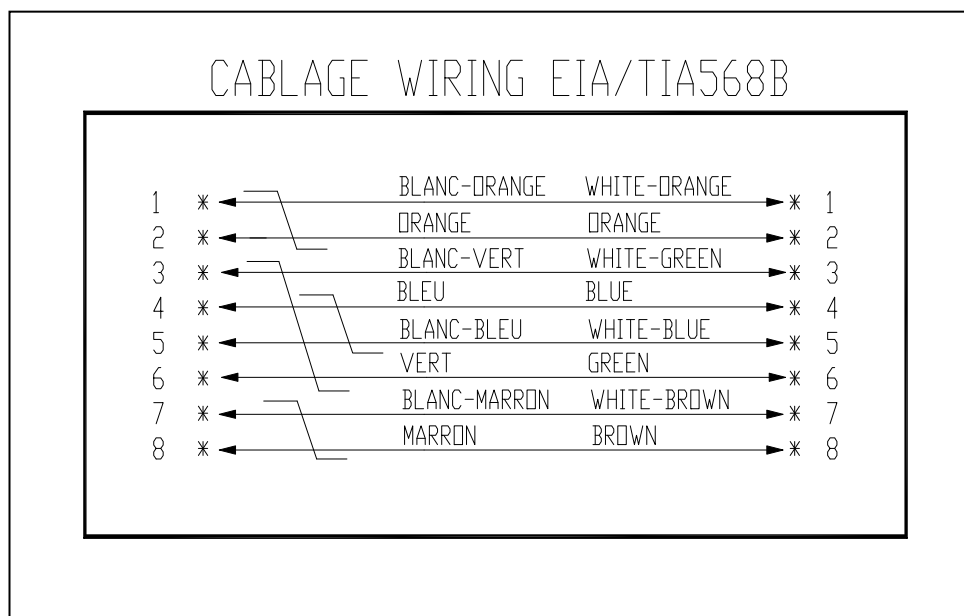 CABLAGE WIRING EIA/TIA568B
1 * BLANC-ORANGE WHITE-ORANGE * 1
2 * ORANGE ORANGE * 2
3 * BLANC-VERT WHITE-GREEN * 3
4 * BLEU BLUE * 4
5 * BLANC-BLEU WHITE-BLUE * 5
6 * VERT GREEN * 6
7 * BLANC-MARRON WHITE-BROWN * 7
8 * MARRON BROWN * 8